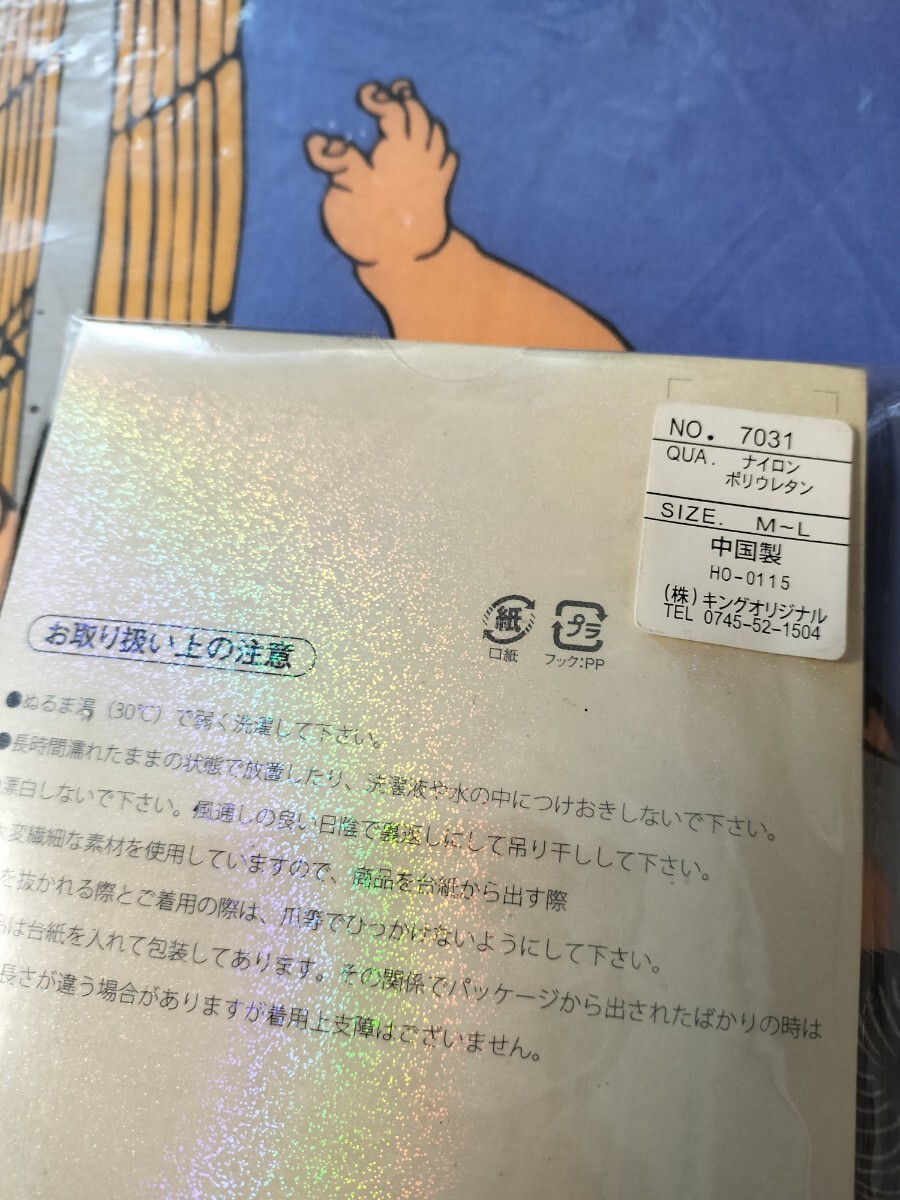 NO. 7031
QUA. ナイロン
ポリウレタン
SIZE. M~L
中国製
HO-0115
(株)キングオリジナル
TEL 0745-52-1504
紙
口紙
プラ
フック:PP
お取り扱い上の注意
●ぬるま湯(30℃)で弱く洗濯して下さい。
●長時間濡れたままの状態で放置したり、洗濯液や水の中につけおきしないで下さい。
漂白しないで下さい。風通しの良い日陰で裏返しにして吊り干しして下さい。
変繊細な素材を使用していますので、商品を台紙から出す際
を抜かれる際とご着用の際は、爪等でひっかけないようにして下さい。
は台紙を入れて包装してあります。その関係でパッケージから出されたばかりの時は
長さが違う場合がありますが着用上支障はございません。